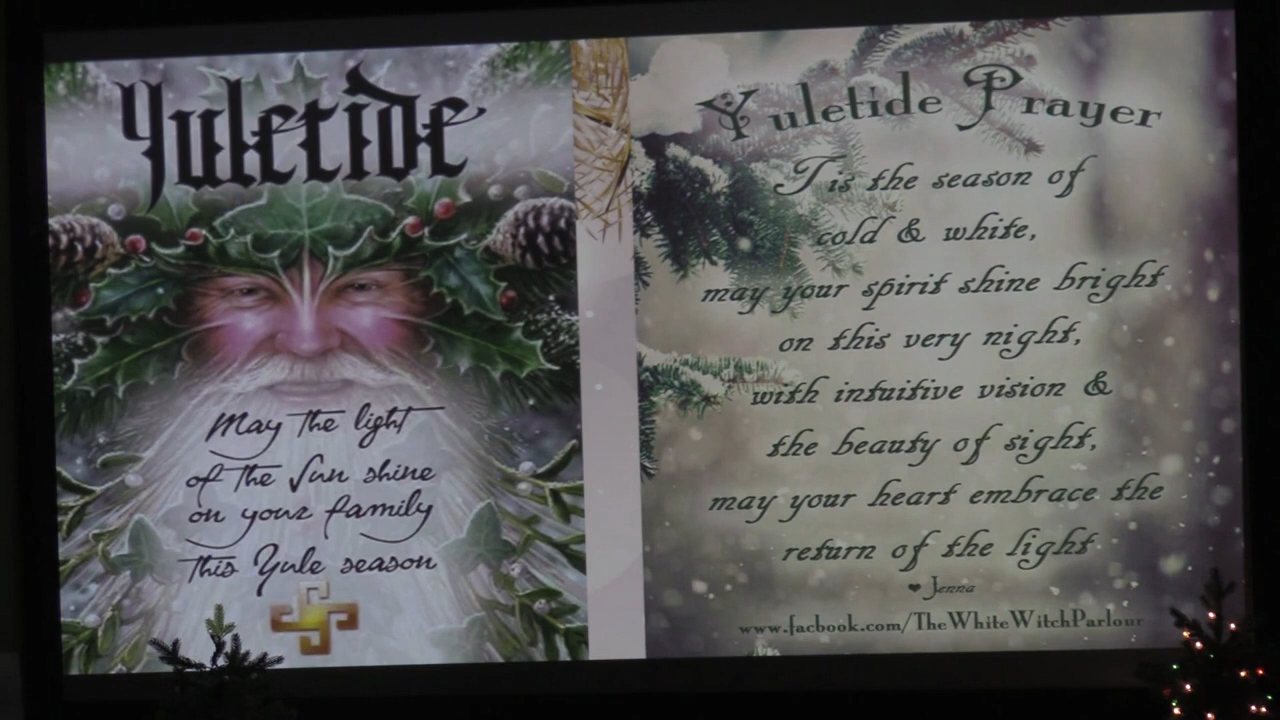 Yuletide
May the light
of the Sun shine
on your family
this Yule season
Yuletide Prayer
Tis the season of
cold & white,
may your spirit shine bright
on this very night,
with intuitive vision &
the beauty of sight,
may your heart embrace the
return of the light
❤ Jenna
www.facbook.com/TheWhiteWitchParlour